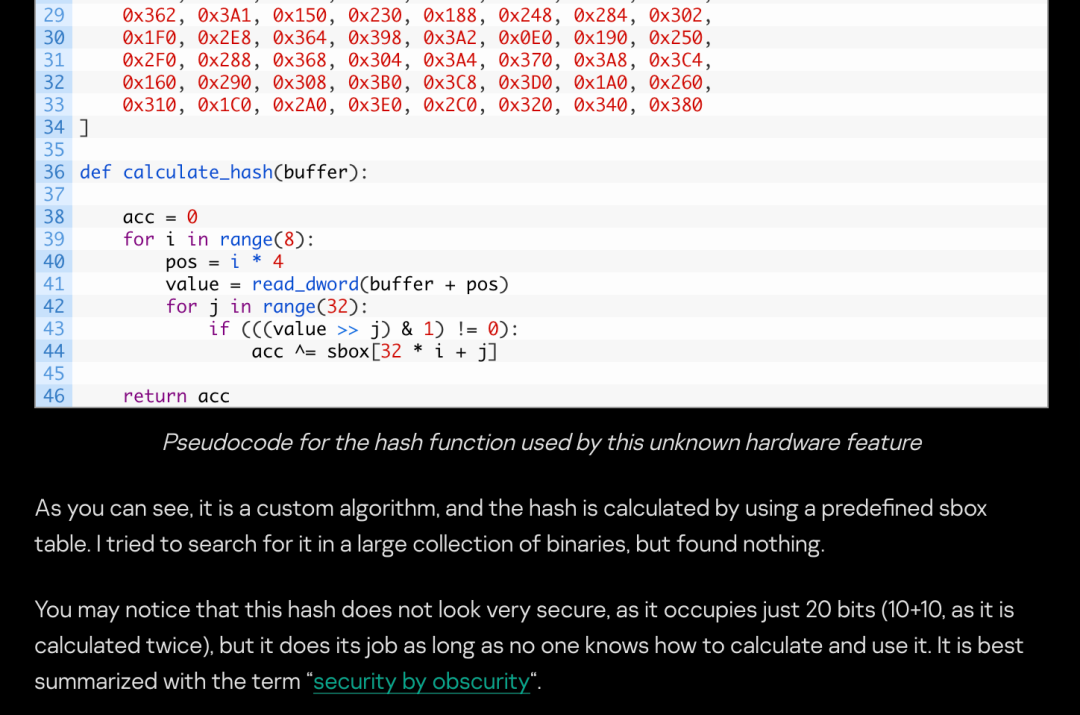 29 0x362, 0x3A1, 0x150, 0x230, 0x188, 0x248, 0x284, 0x302,
30 0x1F0, 0x2E8, 0x364, 0x398, 0x3A2, 0x0E0, 0x190, 0x250,
31 0x2F0, 0x288, 0x368, 0x304, 0x3A4, 0x370, 0x3A8, 0x3C4,
32 0x160, 0x290, 0x308, 0x3B0, 0x3C8, 0x3D0, 0x1A0, 0x260,
33 0x310, 0x1C0, 0x2A0, 0x3E0, 0x2C0, 0x320, 0x340, 0x380
34 ]
35
36 def calculate_hash(buffer):
37
38 acc = 0
39 for i in range(8):
40 pos = i * 4
41 value = read_dword(buffer + pos)
42 for j in range(32):
43 if (((value >> j) & 1) != 0):
44 acc ^= sbox[32 * i + j]
45
46 return acc
Pseudocode for the hash function used by this unknown hardware feature
As you can see, it is a custom algorithm, and the hash is calculated by using a predefined sbox
table. I tried to search for it in a large collection of binaries, but found nothing.
You may notice that this hash does not look very secure, as it occupies just 20 bits (10+10, as it is
calculated twice), but it does its job as long as no one knows how to calculate and use it. It is best
summarized with the term “security by obscurity“.